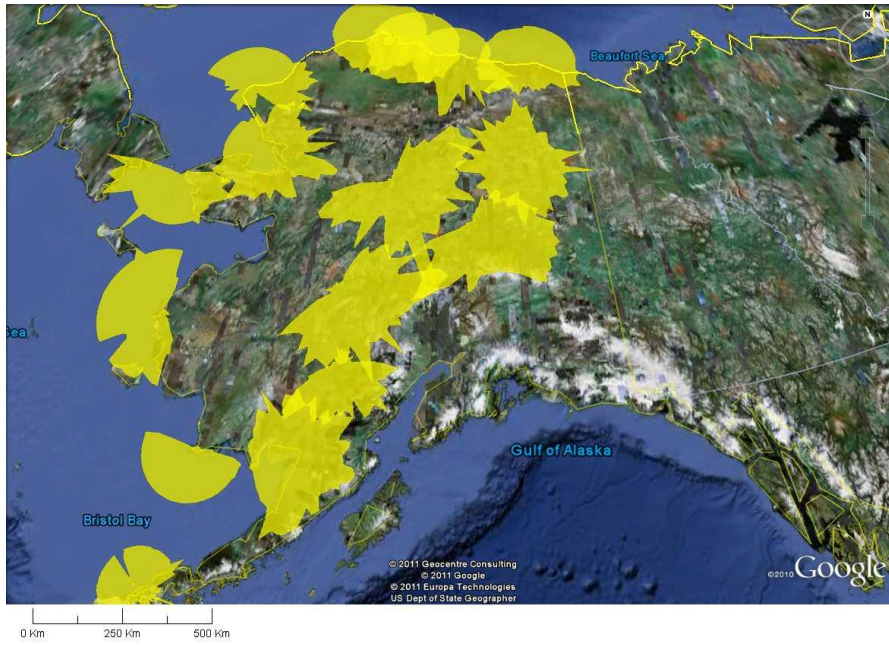 N
Beaufort Sea
Sea
Gulf of Alaska
Bristol Bay
© 2011 Geocentre Consulting
© 2011 Google
© 2011 Europa Technologies
US Dept of State Geographer
©2010 Google
0 Km 250 Km 500 Km